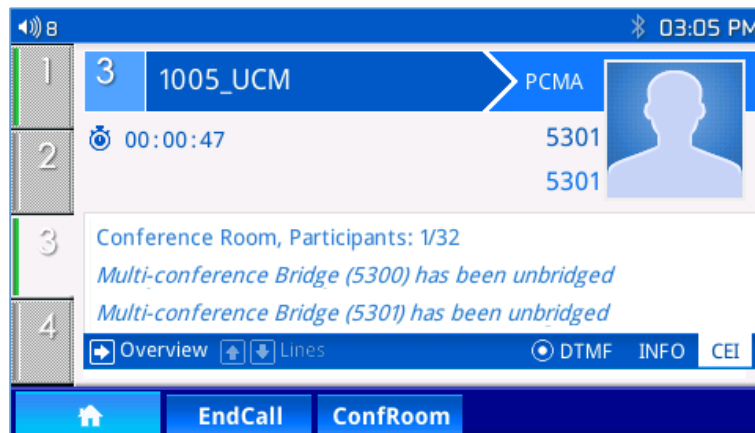 8 03:05 PM
1 3 1005_UCM PCMA
00:00:47 5301
2 5301
3 Conference Room, Participants: 1/32
Multi-conference Bridge (5300) has been unbridged
4 Multi-conference Bridge (5301) has been unbridged
Overview Lines DTMF INFO CEI
EndCall ConfRoom